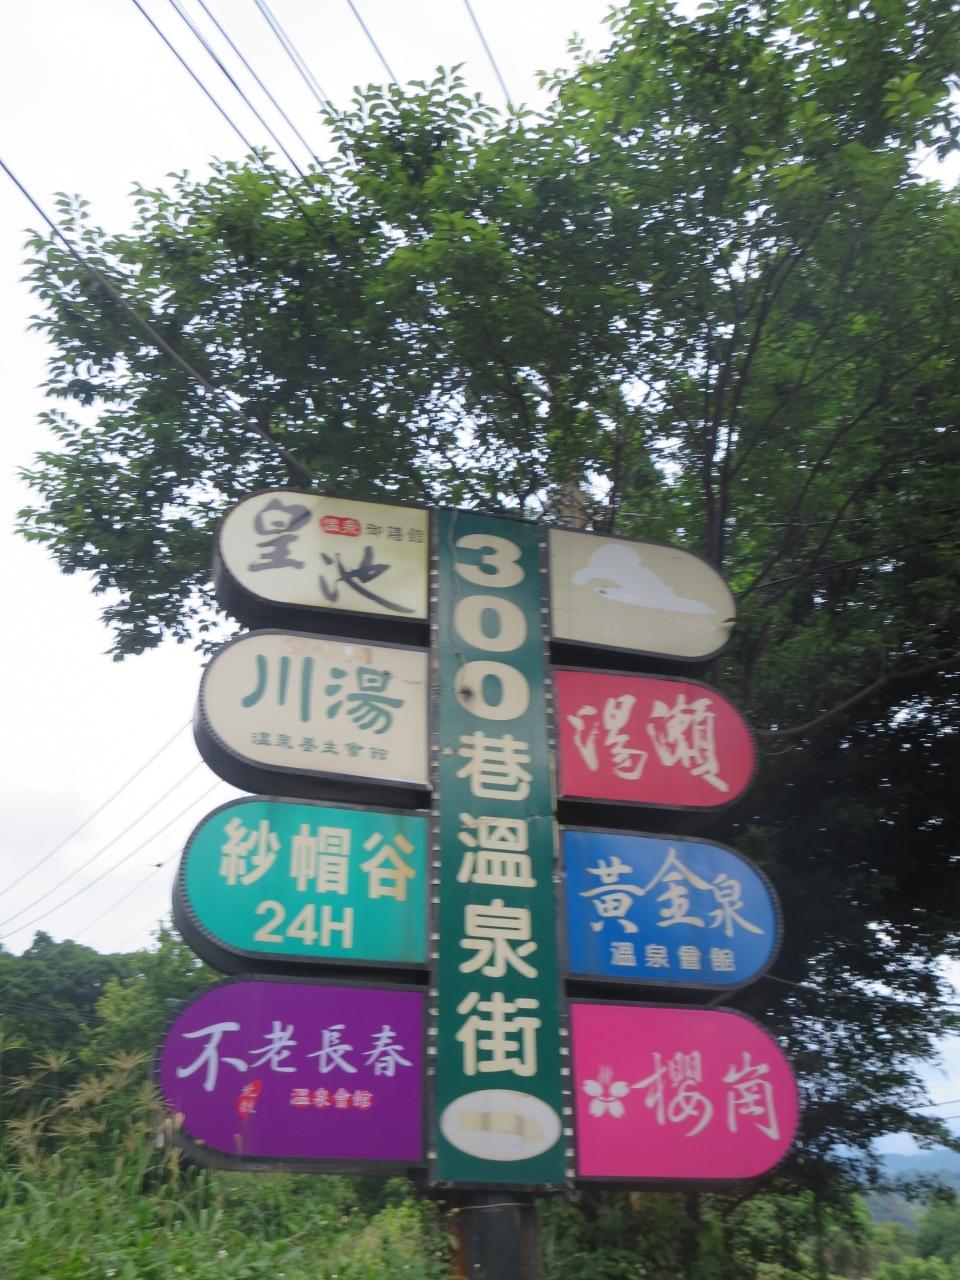 300巷溫泉街
皇池
溫泉 御膳館
川湯
溫泉養生會館
湯瀨
紗帽谷
24H
黃金泉
溫泉會館
不老長春
北投
溫泉會館
櫻崗